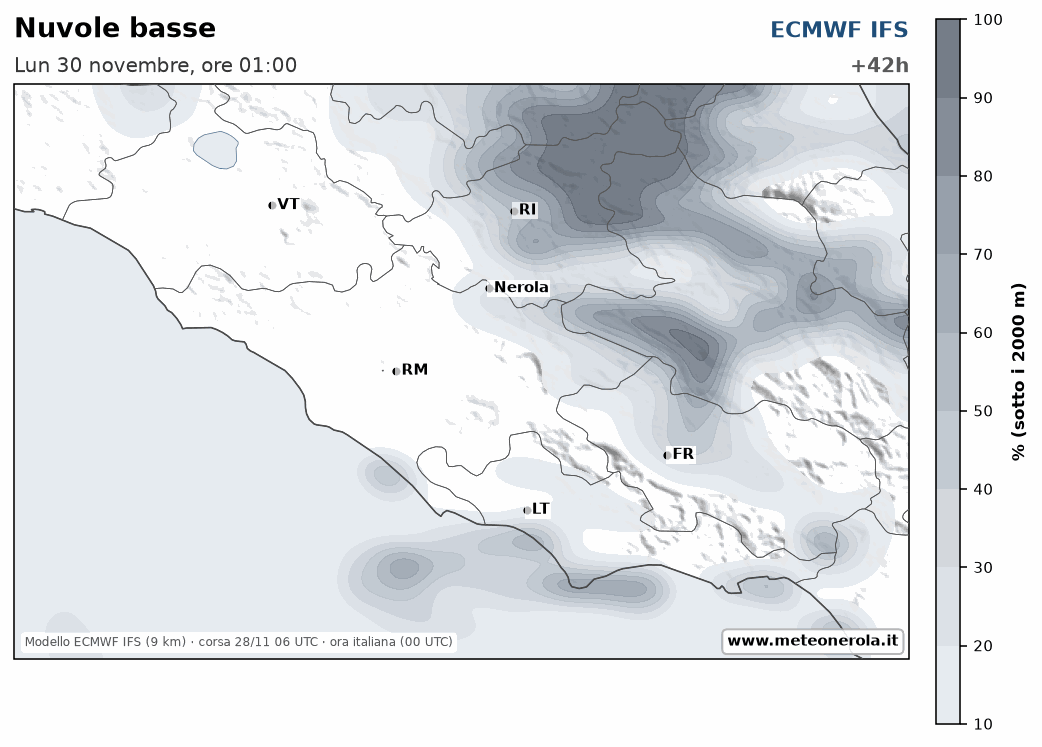 Nuvole basse
ECMWF IFS
Lun 30 novembre, ore 01:00
+42h
VT
RI
Nerola
RM
FR
LT
Modello ECMWF IFS (9 km) · corsa 28/11 06 UTC · ora italiana (00 UTC)
www.meteonerola.it
100
90
80
70
60
50
40
30
20
10
% (sotto i 2000 m)